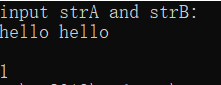 input strA and strB:
hello hello
1